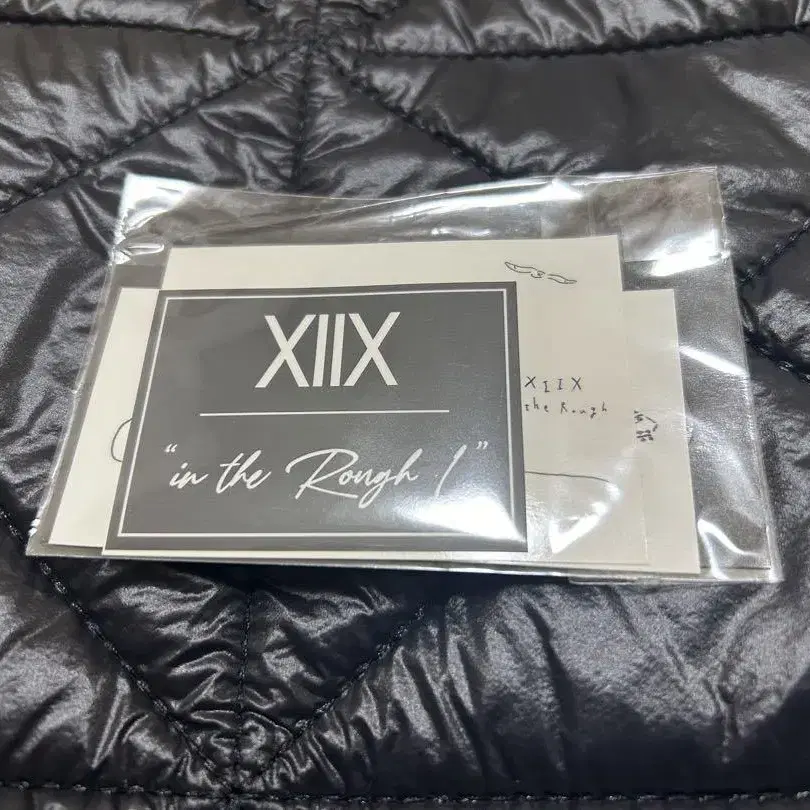 XIIX
“in the Rough /”
XIIX
the Rough